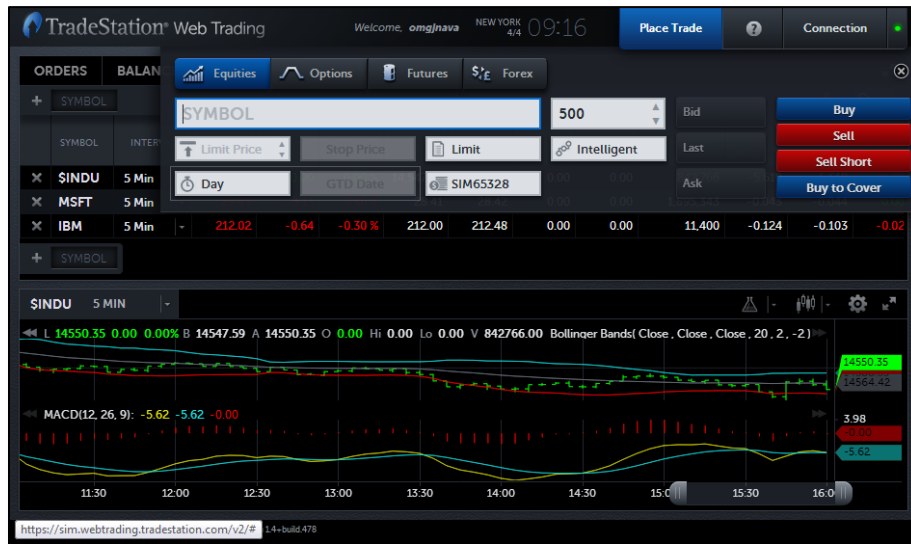 TradeStation® Web Trading Welcome, omginava NEW YORK 4/4 09:16 Place Trade ? Connection
ORDERS BALAN Equities Options Futures Forex
SYMBOL SYMBOL 500 Bid Buy
SYMBOL INTER Limit Price Stop Price Limit Intelligent Last Sell
Sell Short
$INDU 5 Min Day GTD Date SIM65328 0.00 0.00 Ask Buy to Cover
MSFT 5 Min
IBM 5 Min 212.02 -0.64 -0.30 % 212.00 212.48 0.00 0.00 11,400 -0.124 -0.103 -0.02
SYMBOL
$INDU 5 MIN
L 14550.35 0.00 0.00% B 14547.59 A 14550.35 O 0.00 Hi 0.00 Lo 0.00 V 842766.00 Bollinger Bands( Close , Close , Close , 20 , 2 , -2 )
14550.35
14564.42
MACD(12, 26, 9): -5.62 -5.62 -0.00
3.98
-0.00
-5.62
11:30 12:00 12:30 13:00 13:30 14:00 14:30 15:0 15:30 16:0
https://sim.webtrading.tradestation.com/v2/# 1.4+build.478